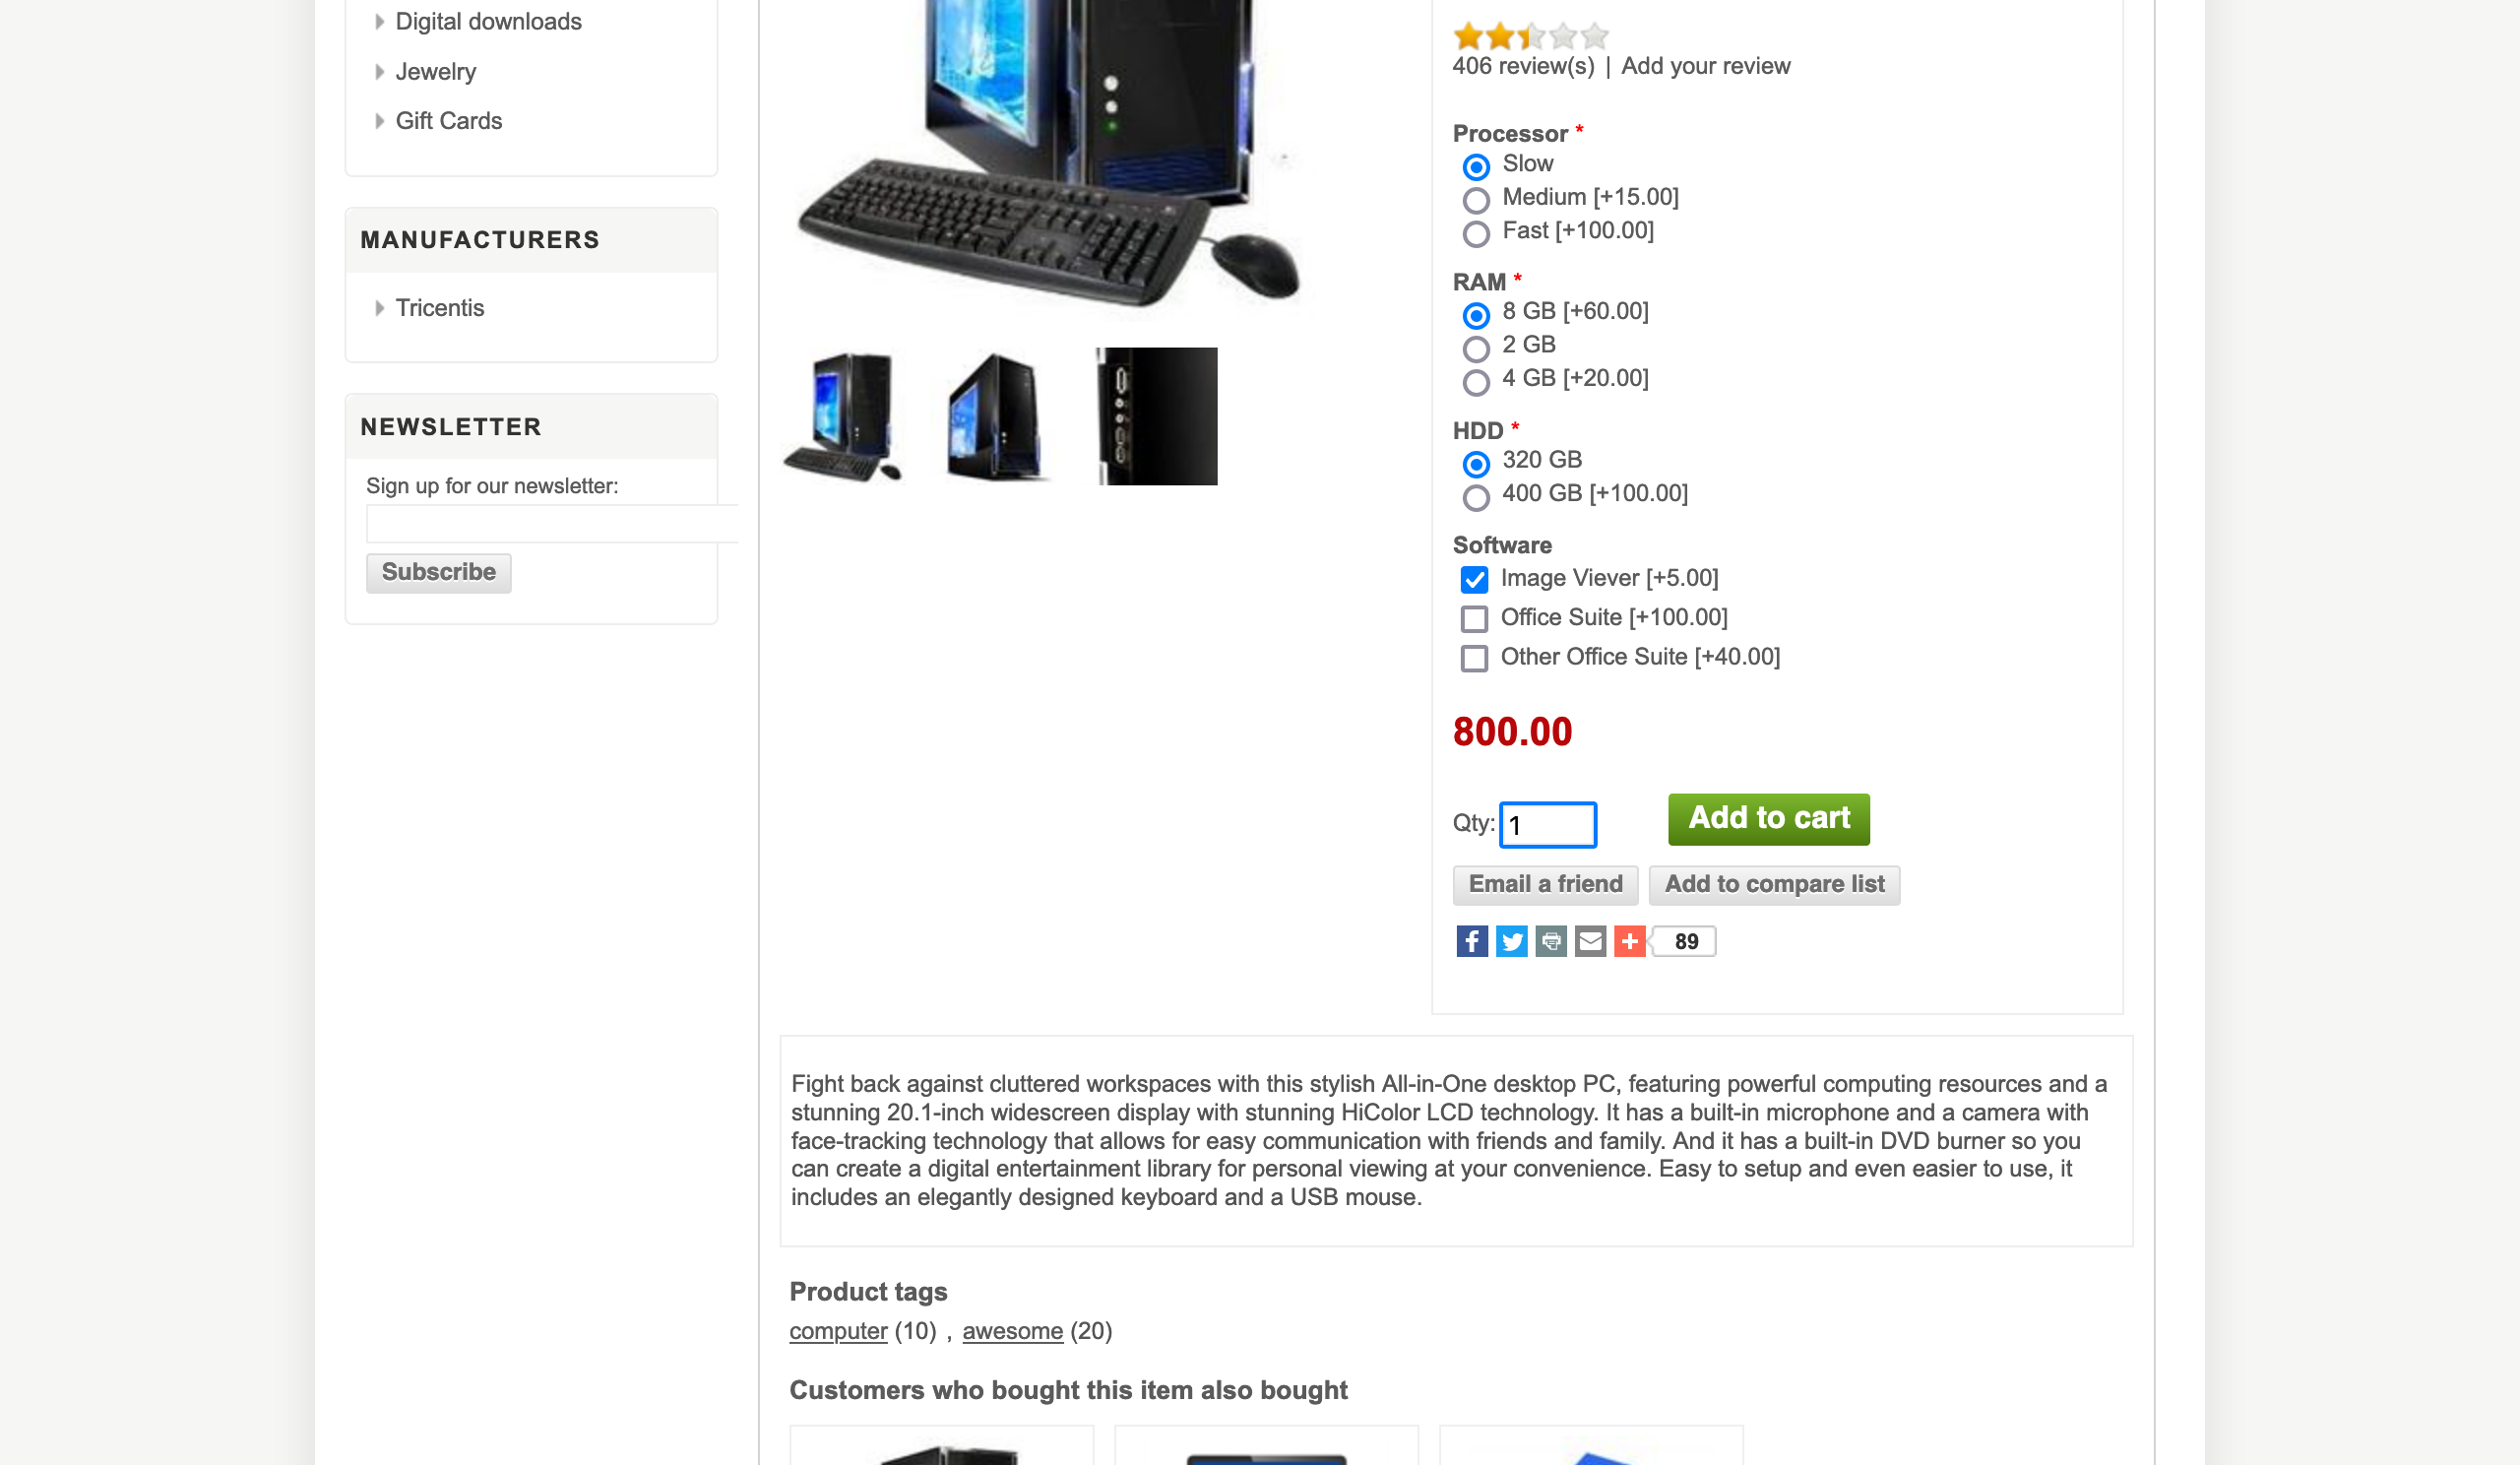 Digital downloads
Jewelry
Gift Cards
MANUFACTURERS
Tricentis
NEWSLETTER
Sign up for our newsletter:
Subscribe
406 review(s) | Add your review
Processor *
Slow
Medium [+15.00]
Fast [+100.00]
RAM *
8 GB [+60.00]
2 GB
4 GB [+20.00]
HDD *
320 GB
400 GB [+100.00]
Software
Image Viever [+5.00]
Office Suite [+100.00]
Other Office Suite [+40.00]
800.00
Qty: 1 Add to cart
Email a friend Add to compare list
89
Fight back against cluttered workspaces with this stylish All-in-One desktop PC, featuring powerful computing resources and a
stunning 20.1-inch widescreen display with stunning HiColor LCD technology. It has a built-in microphone and a camera with
face-tracking technology that allows for easy communication with friends and family. And it has a built-in DVD burner so you
can create a digital entertainment library for personal viewing at your convenience. Easy to setup and even easier to use, it
includes an elegantly designed keyboard and a USB mouse.
Product tags
computer (10) , awesome (20)
Customers who bought this item also bought